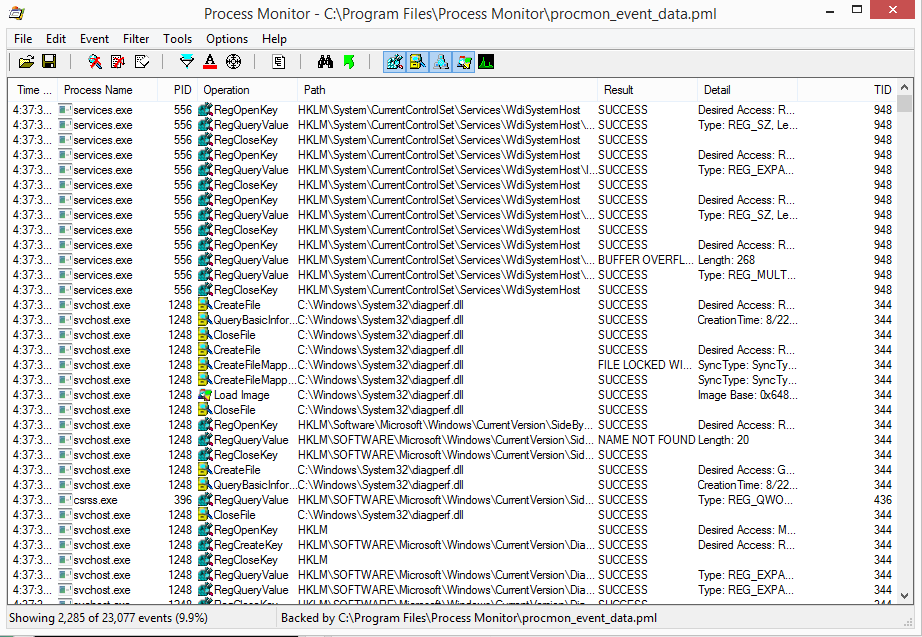 Process Monitor - C:\Program Files\Process Monitor\procmon_event_data.pml
File Edit Event Filter Tools Options Help
Time ... Process Name PID Operation Path Result Detail TID
4:37:3... services.exe 556 RegOpenKey HKLM\System\CurrentControlSet\Services\WdiSystemHost SUCCESS Desired Access: R... 948
4:37:3... services.exe 556 RegQueryValue HKLM\System\CurrentControlSet\Services\WdiSystemHost\... SUCCESS Type: REG_SZ, Le... 948
4:37:3... services.exe 556 RegCloseKey HKLM\System\CurrentControlSet\Services\WdiSystemHost SUCCESS 948
4:37:3... services.exe 556 RegOpenKey HKLM\System\CurrentControlSet\Services\WdiSystemHost SUCCESS Desired Access: R... 948
4:37:3... services.exe 556 RegQueryValue HKLM\System\CurrentControlSet\Services\WdiSystemHost\I... SUCCESS Type: REG_EXPA... 948
4:37:3... services.exe 556 RegCloseKey HKLM\System\CurrentControlSet\Services\WdiSystemHost SUCCESS 948
4:37:3... services.exe 556 RegOpenKey HKLM\System\CurrentControlSet\Services\WdiSystemHost SUCCESS Desired Access: R... 948
4:37:3... services.exe 556 RegQueryValue HKLM\System\CurrentControlSet\Services\WdiSystemHost\... SUCCESS Type: REG_SZ, Le... 948
4:37:3... services.exe 556 RegCloseKey HKLM\System\CurrentControlSet\Services\WdiSystemHost SUCCESS 948
4:37:3... services.exe 556 RegOpenKey HKLM\System\CurrentControlSet\Services\WdiSystemHost SUCCESS Desired Access: R... 948
4:37:3... services.exe 556 RegQueryValue HKLM\System\CurrentControlSet\Services\WdiSystemHost\... BUFFER OVERFL... Length: 268 948
4:37:3... services.exe 556 RegQueryValue HKLM\System\CurrentControlSet\Services\WdiSystemHost\... SUCCESS Type: REG_MULT... 948
4:37:3... services.exe 556 RegCloseKey HKLM\System\CurrentControlSet\Services\WdiSystemHost SUCCESS 948
4:37:3... svchost.exe 1248 CreateFile C:\Windows\System32\diagperf.dll SUCCESS Desired Access: R... 344
4:37:3... svchost.exe 1248 QueryBasicInfor... C:\Windows\System32\diagperf.dll SUCCESS CreationTime: 8/22... 344
4:37:3... svchost.exe 1248 CloseFile C:\Windows\System32\diagperf.dll SUCCESS 344
4:37:3... svchost.exe 1248 CreateFile C:\Windows\System32\diagperf.dll SUCCESS Desired Access: R... 344
4:37:3... svchost.exe 1248 CreateFileMapp... C:\Windows\System32\diagperf.dll FILE LOCKED WI... SyncType: SyncTy... 344
4:37:3... svchost.exe 1248 CreateFileMapp... C:\Windows\System32\diagperf.dll SUCCESS SyncType: SyncTy... 344
4:37:3... svchost.exe 1248 Load Image C:\Windows\System32\diagperf.dll SUCCESS Image Base: 0x648... 344
4:37:3... svchost.exe 1248 CloseFile C:\Windows\System32\diagperf.dll SUCCESS 344
4:37:3... svchost.exe 1248 RegOpenKey HKLM\Software\Microsoft\Windows\CurrentVersion\SideBy... SUCCESS Desired Access: R... 344
4:37:3... svchost.exe 1248 RegQueryValue HKLM\SOFTWARE\Microsoft\Windows\CurrentVersion\Sid... NAME NOT FOUND Length: 20 344
4:37:3... svchost.exe 1248 RegCloseKey HKLM\SOFTWARE\Microsoft\Windows\CurrentVersion\Sid... SUCCESS 344
4:37:3... svchost.exe 1248 CreateFile C:\Windows\System32\diagperf.dll SUCCESS Desired Access: G... 344
4:37:3... svchost.exe 1248 QueryBasicInfor... C:\Windows\System32\diagperf.dll SUCCESS CreationTime: 8/22... 344
4:37:3... csrss.exe 396 RegQueryValue HKLM\SOFTWARE\Microsoft\Windows\CurrentVersion\Sid... SUCCESS Type: REG_QWO... 436
4:37:3... svchost.exe 1248 CloseFile C:\Windows\System32\diagperf.dll SUCCESS 344
4:37:3... svchost.exe 1248 RegOpenKey HKLM SUCCESS Desired Access: M... 344
4:37:3... svchost.exe 1248 RegCreateKey HKLM\SOFTWARE\Microsoft\Windows\CurrentVersion\Dia... SUCCESS Desired Access: R... 344
4:37:3... svchost.exe 1248 RegCloseKey HKLM SUCCESS 344
4:37:3... svchost.exe 1248 RegQueryValue HKLM\SOFTWARE\Microsoft\Windows\CurrentVersion\Dia... SUCCESS Type: REG_EXPA... 344
4:37:3... svchost.exe 1248 RegQueryValue HKLM\SOFTWARE\Microsoft\Windows\CurrentVersion\Dia... SUCCESS Type: REG_EXPA... 344
Showing 2,285 of 23,077 events (9.9%) Backed by C:\Program Files\Process Monitor\procmon_event_data.pml